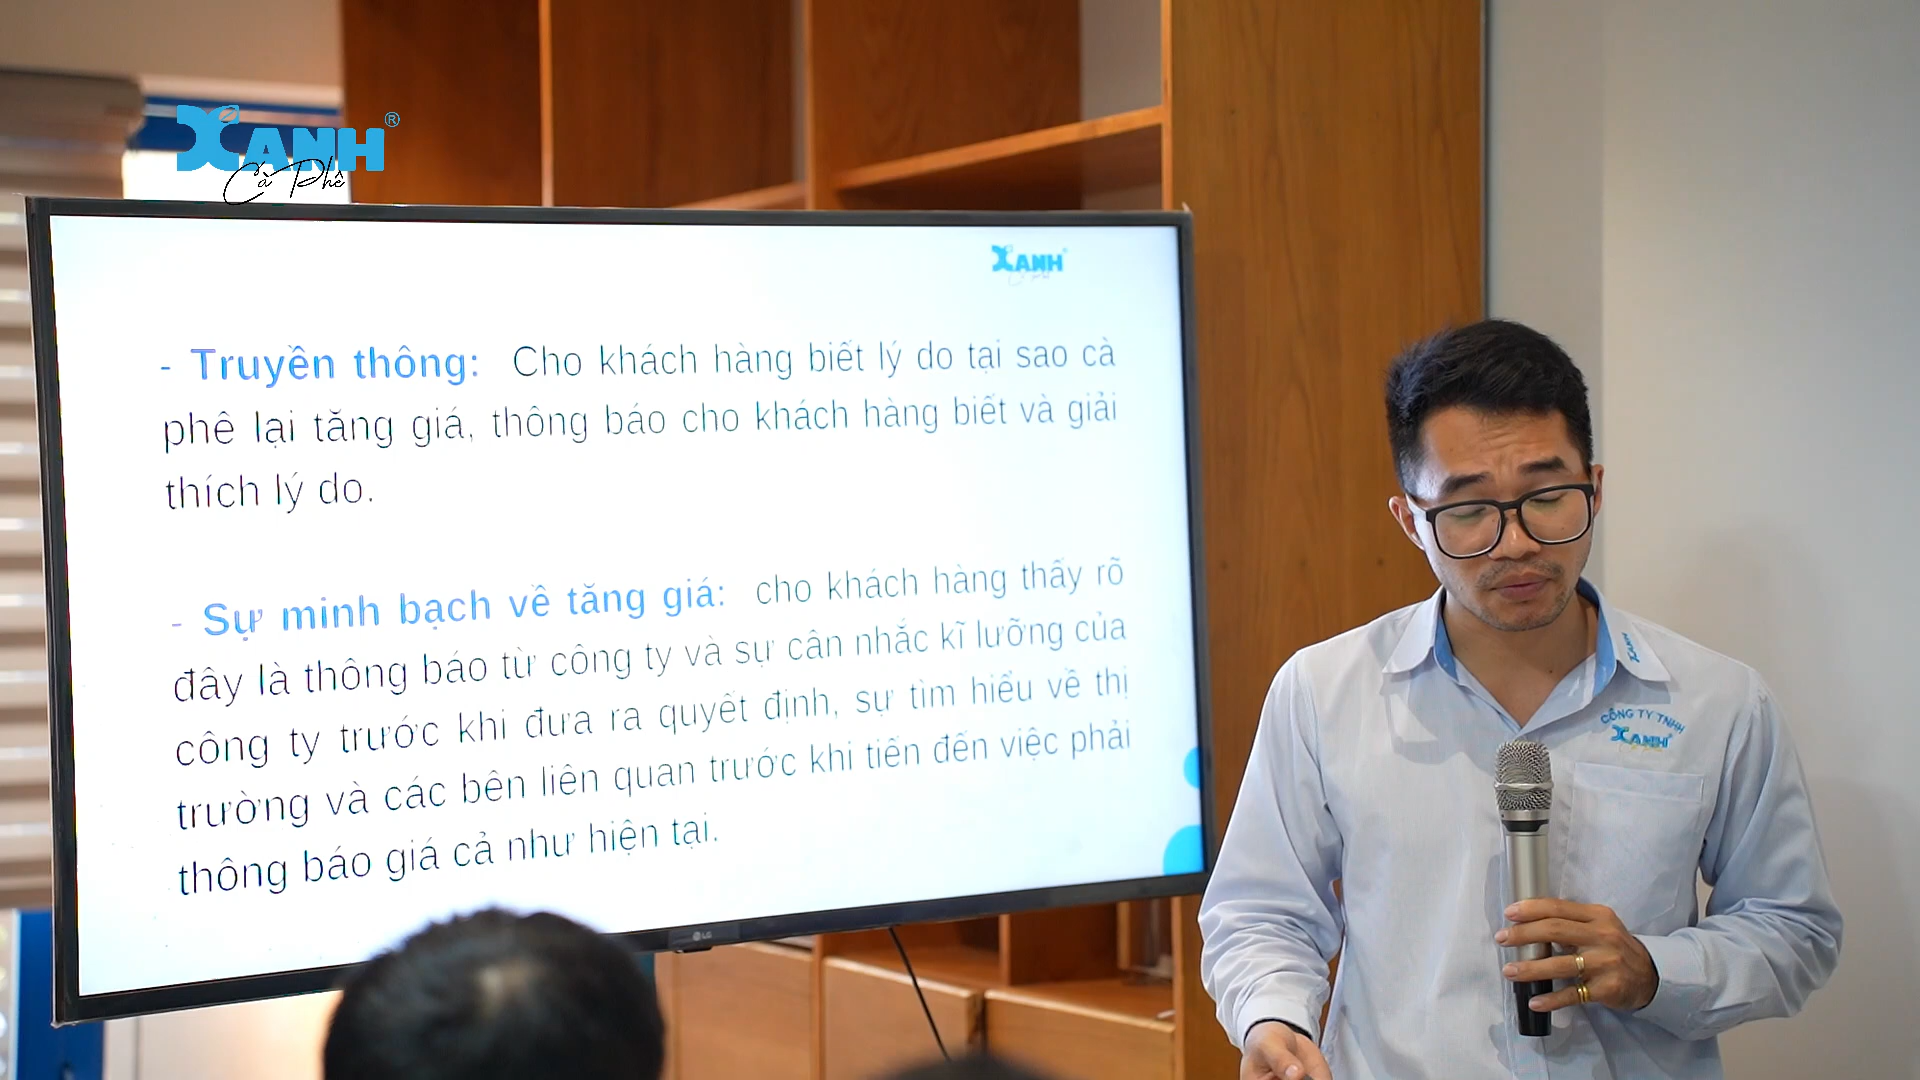 XANH®
Cà Phê
XANH
- Truyền thông: Cho khách hàng biết lý do tại sao cà
phê lại tăng giá, thông báo cho khách hàng biết và giải
thích lý do.
- Sự minh bạch về tăng giá: cho khách hàng thấy rõ
đây là thông báo từ công ty và sự cân nhắc kĩ lưỡng của
công ty trước khi đưa ra quyết định, sự tìm hiểu về thị
trường và các bên liên quan trước khi tiến đến việc phải
thông báo giá cả như hiện tại.
LG
XANH
CÔNG TY TNHH
XANH